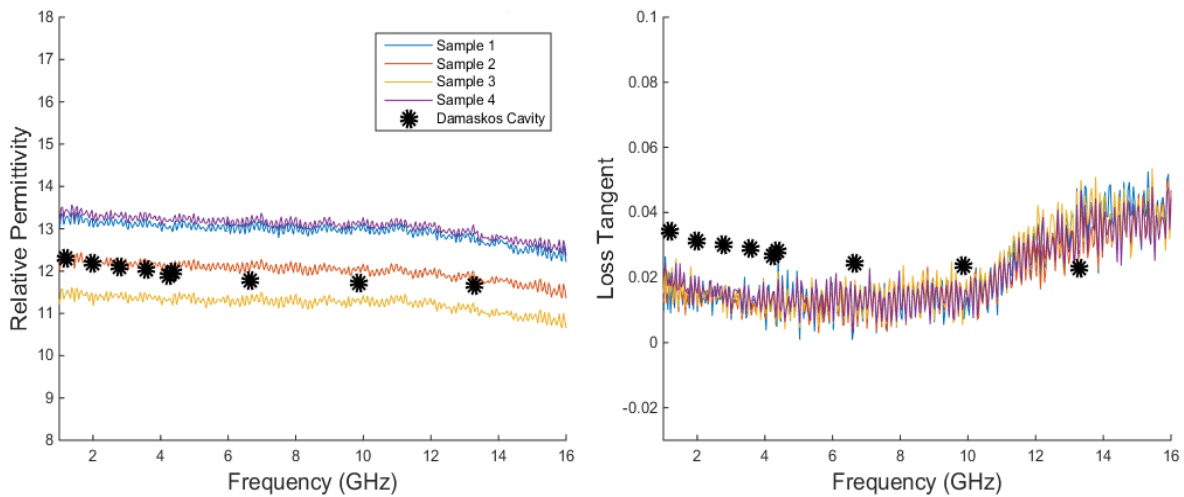 18
17
16
15
14
13
12
11
10
9
8
Relative Permittivity
Sample 1
Sample 2
Sample 3
Sample 4
Damaskos Cavity
2 4 6 8 10 12 14 16
Frequency (GHz)
0.1
0.08
0.06
0.04
0.02
0
-0.02
Loss Tangent
2 4 6 8 10 12 14 16
Frequency (GHz)